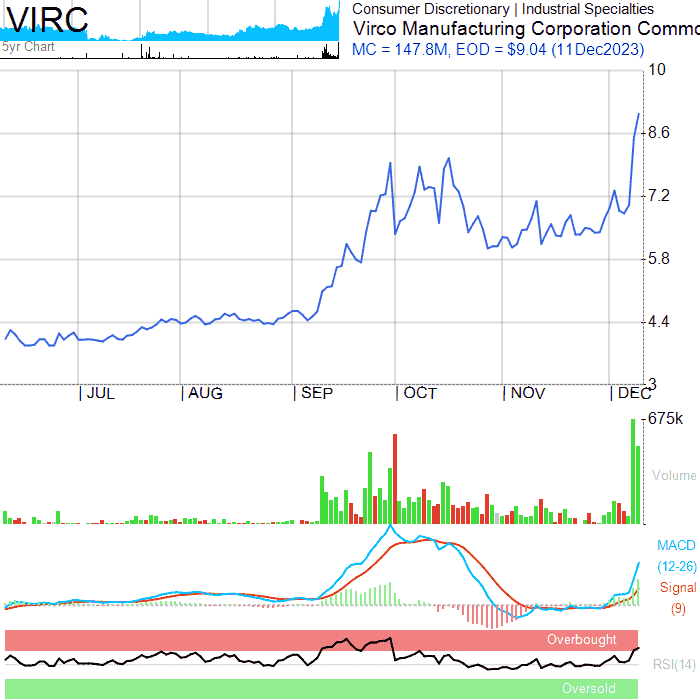 VIRC
5yr Chart
Consumer Discretionary | Industrial Specialties
Virco Manufacturing Corporation Commo
MC = 147.8M, EOD = $9.04 (11Dec2023)
10
8.6
7.2
5.8
4.4
3
| JUL | AUG | SEP | OCT | NOV | DEC
675k
Volume
MACD
(12-26)
Signal
(9)
Overbought
RSI(14)
Oversold